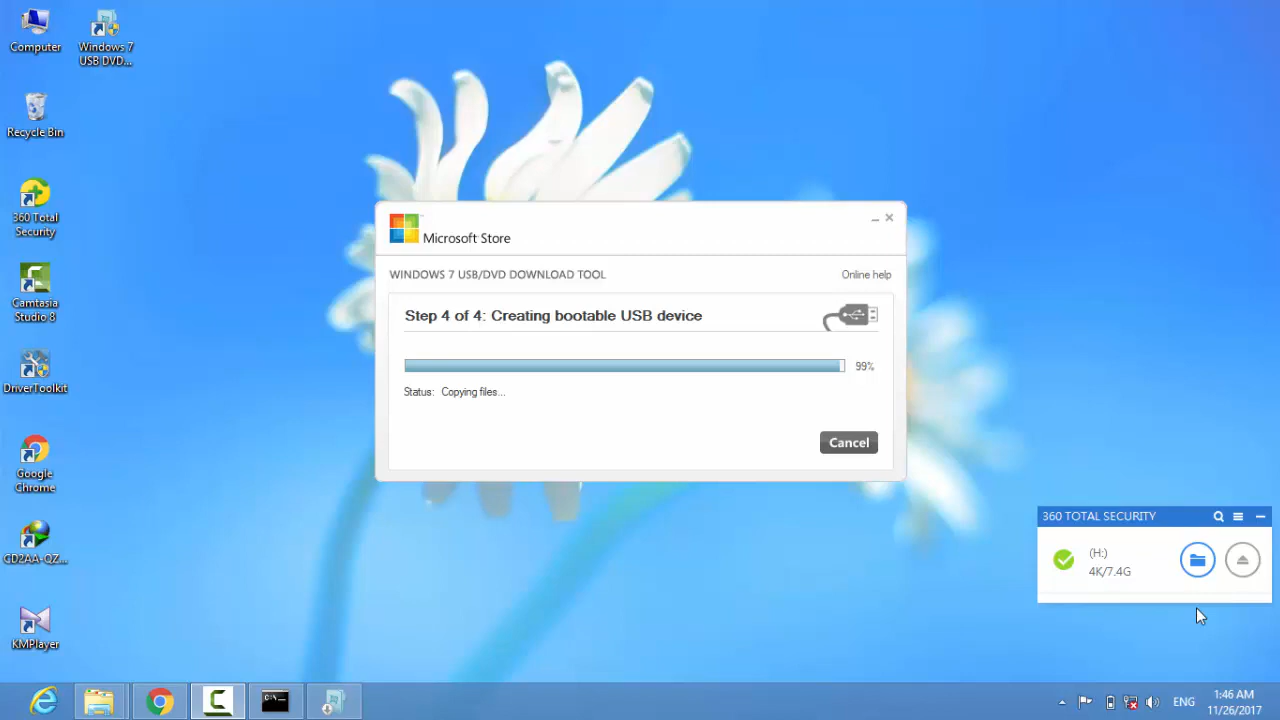 Computer
Windows 7
USB DVD...
Recycle Bin
360 Total
Security
Camtasia
Studio 8
DriverToolkit
Google
Chrome
CD2AA-QZ...
KMPlayer
Microsoft Store
WINDOWS 7 USB/DVD DOWNLOAD TOOL
Online help
Step 4 of 4: Creating bootable USB device
99%
Status: Copying files...
Cancel
360 TOTAL SECURITY
(H:)
4K/7.4G
C:\.
ENG
1:46 AM
11/26/2017